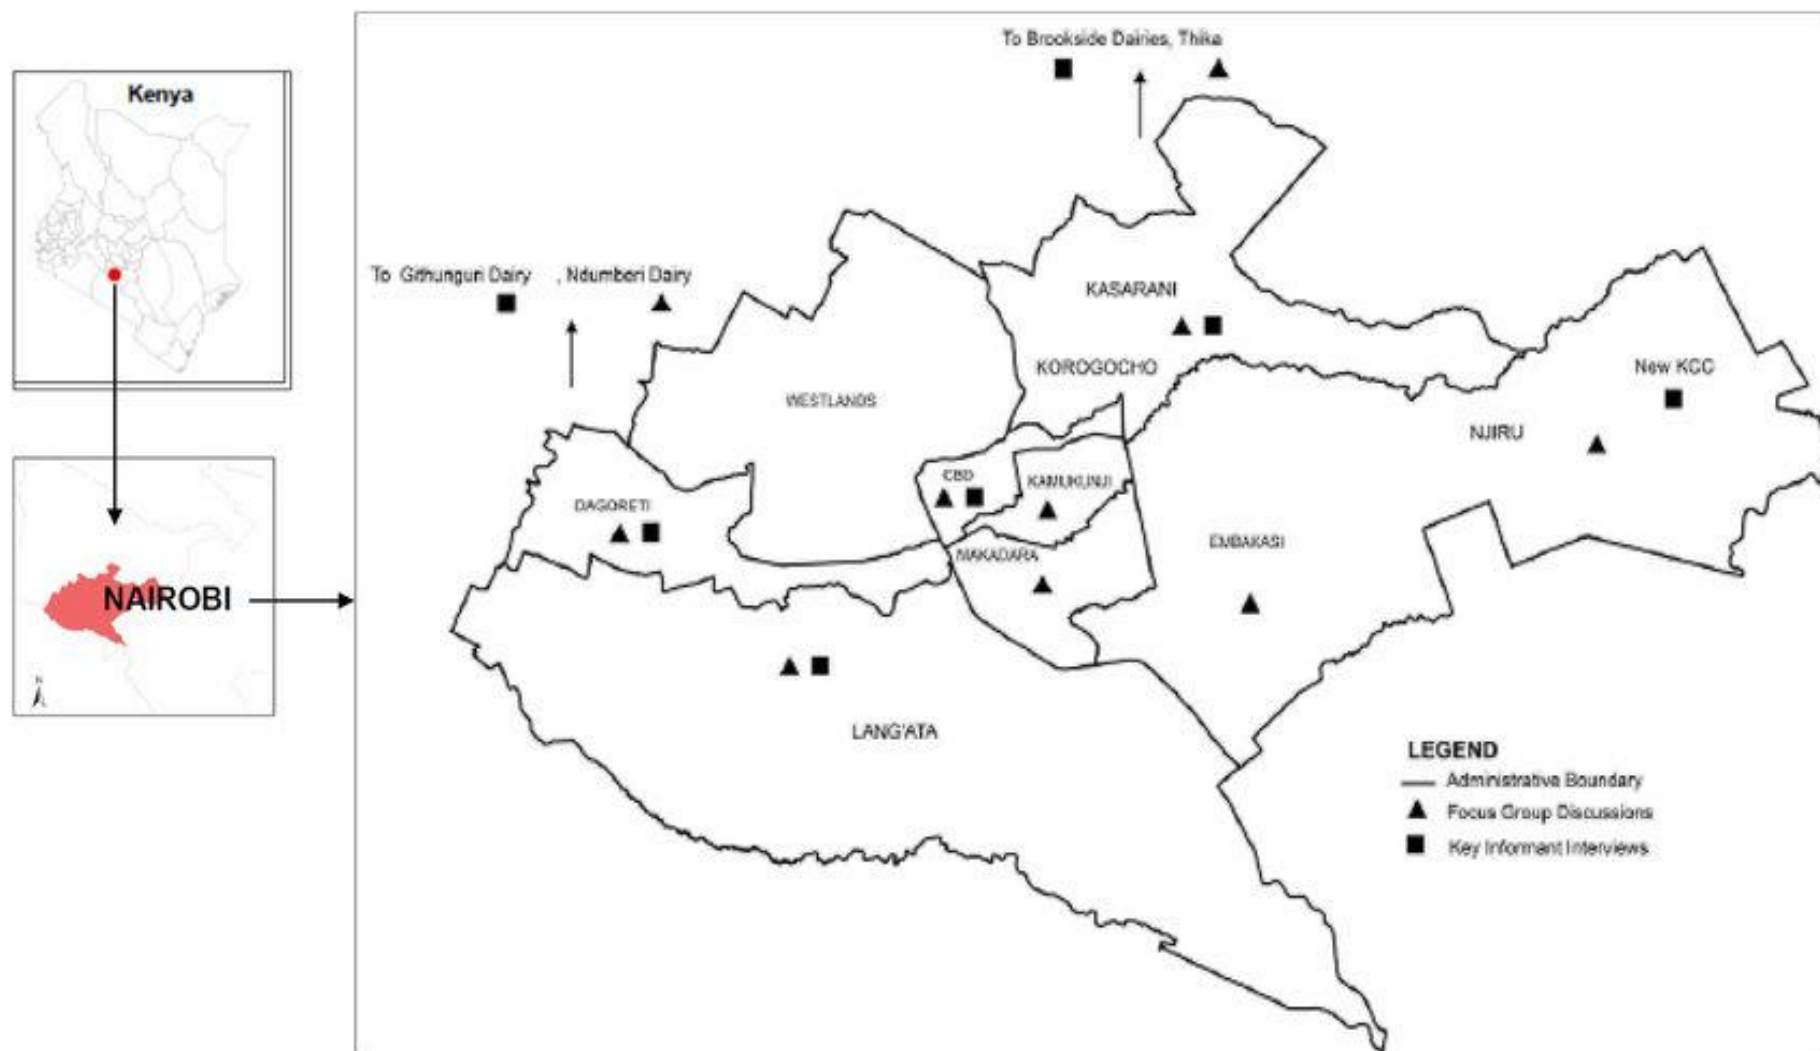 Kenya
NAIROBI
N
To Brookside Dairies, Thika
To Githunguri Dairy , Ndumberi Dairy
KASARANI
KOROGOCHO
WESTLANDS
New KCC
NJIRU
CBD
KAMUKUNJI
DAGORETI
MAKADARA
EMBAKASI
LANG'ATA
LEGEND
Administrative Boundary
Focus Group Discussions
Key Informant Interviews